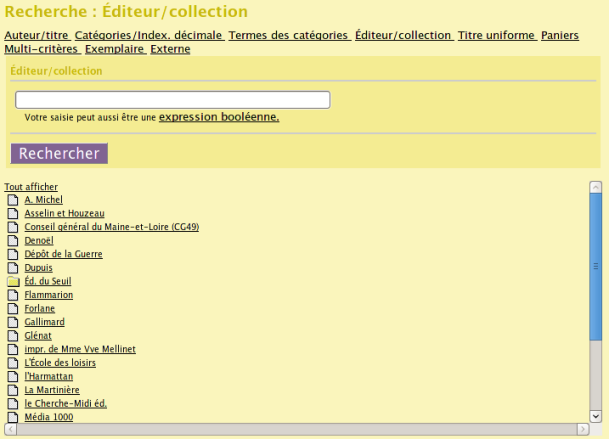 Recherche : Éditeur/collection
Auteur/titre Catégories/Index. décimale Termes des catégories Éditeur/collection Titre uniforme Paniers
Multi-critères Exemplaire Externe
Éditeur/collection
Votre saisie peut aussi être une expression booléenne.
Rechercher
Tout afficher
A. Michel
Asselin et Houzeau
Conseil général du Maine-et-Loire (CG49)
Denoël
Dépôt de la Guerre
Dupuis
Éd. du Seuil
Flammarion
Forlane
Gallimard
Glénat
impr. de Mme Vve Mellinet
L'École des loisirs
l'Harmattan
La Martinière
le Cherche-Midi éd.
Média 1000